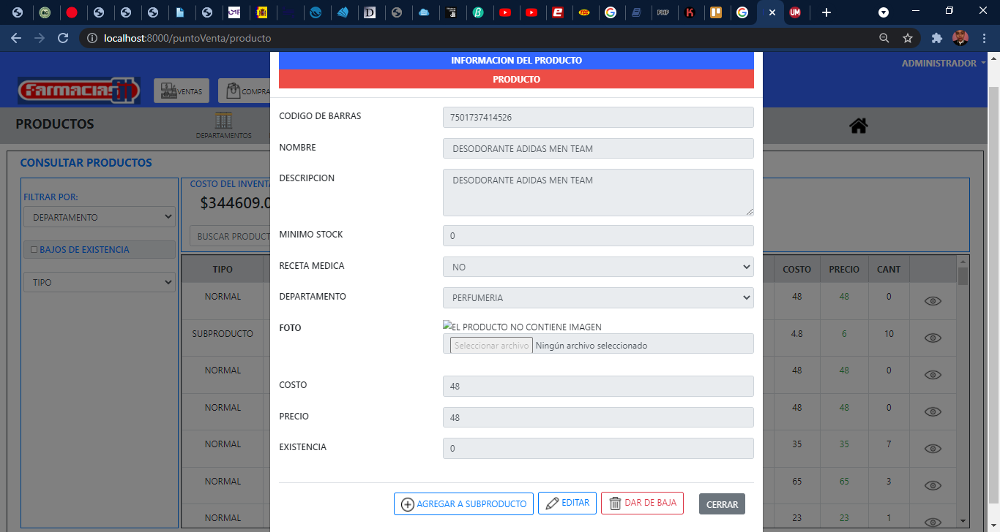 localhost:8000/puntoVenta/producto
INFORMACION DEL PRODUCTO
PRODUCTO
ADMINISTRADOR
Farmacias
VENTAS
COMPRA
PRODUCTOS
DEPARTAMENTOS
CONSULTAR PRODUCTOS
FILTRAR POR:
DEPARTAMENTO
BAJOS DE EXISTENCIA
TIPO
COSTO DEL INVENTA
$344609.0
BUSCAR PRODUCT
CODIGO DE BARRAS 7501737414526
NOMBRE DESODORANTE ADIDAS MEN TEAM
DESCRIPCION DESODORANTE ADIDAS MEN TEAM
MINIMO STOCK 0
RECETA MEDICA NO
DEPARTAMENTO PERFUMERIA
FOTO EL PRODUCTO NO CONTIENE IMAGEN
Seleccionar archivo Ningún archivo seleccionado
COSTO 48
PRECIO 48
EXISTENCIA 0
AGREGAR A SUBPRODUCTO EDITAR DAR DE BAJA CERRAR
TIPO COSTO PRECIO CANT
NORMAL 48 48 0
SUBPRODUCTO 4.8 6 10
NORMAL 48 48 0
NORMAL 48 48 0
NORMAL 35 35 7
NORMAL 65 65 3
NORMAL 23 23 1